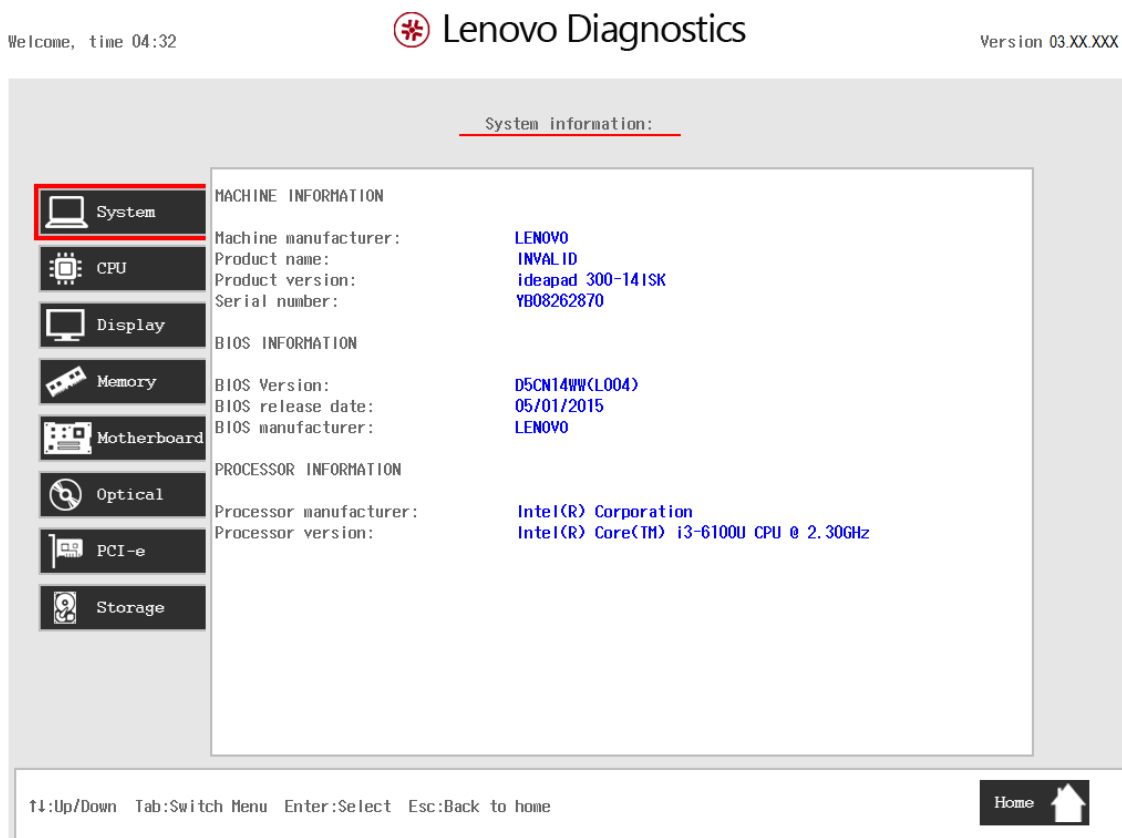 Welcome, time 04:32
Lenovo Diagnostics
Version 03.XX.XXX
System information:
System
CPU
Display
Memory
Motherboard
Optical
PCI-e
Storage
MACHINE INFORMATION
Machine manufacturer: LENOVO
Product name: INVALID
Product version: ideapad 300-14ISK
Serial number: YB08262870
BIOS INFORMATION
BIOS Version: D5CN14WW(L004)
BIOS release date: 05/01/2015
BIOS manufacturer: LENOVO
PROCESSOR INFORMATION
Processor manufacturer: Intel(R) Corporation
Processor version: Intel(R) Core(TM) i3-6100U CPU @ 2.30GHz
↑↓:Up/Down Tab:Switch Menu Enter:Select Esc:Back to home
Home